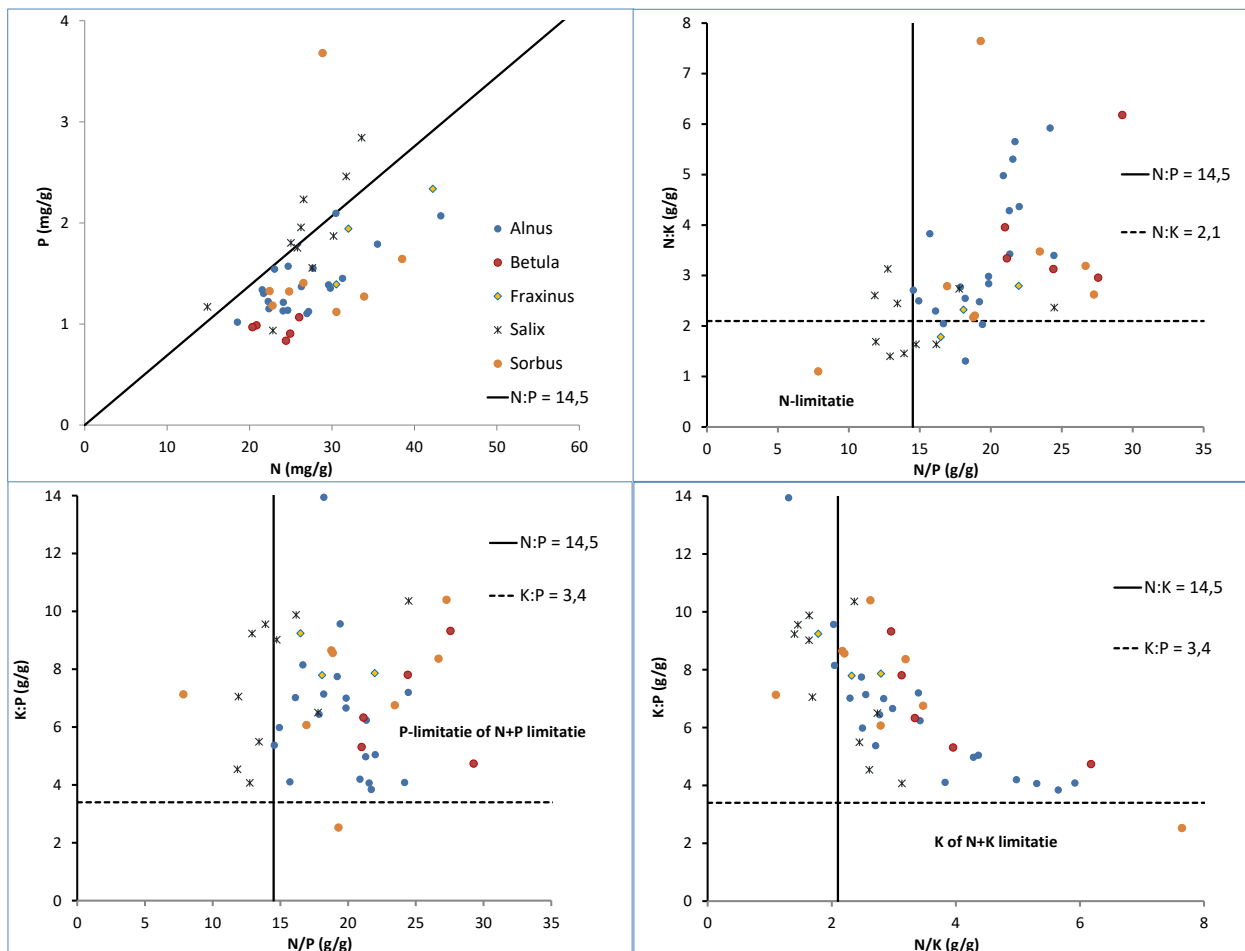 4
3
2
1
0
P (mg/g)
0 10 20 30 40 50 60
N (mg/g)
Alnus
Betula
Fraxinus
Salix
Sorbus
N:P = 14,5
8
7
6
5
4
3
2
1
0
N:K (g/g)
0 5 10 15 20 25 30 35
N/P (g/g)
N:P = 14,5
N:K = 2,1
N-limitatie
14
12
10
8
6
4
2
0
K:P (g/g)
0 5 10 15 20 25 30 35
N/P (g/g)
N:P = 14,5
K:P = 3,4
P-limitatie of N+P limitatie
14
12
10
8
6
4
2
0
K:P (g/g)
0 2 4 6 8
N/K (g/g)
N:K = 14,5
K:P = 3,4
K of N+K limitatie